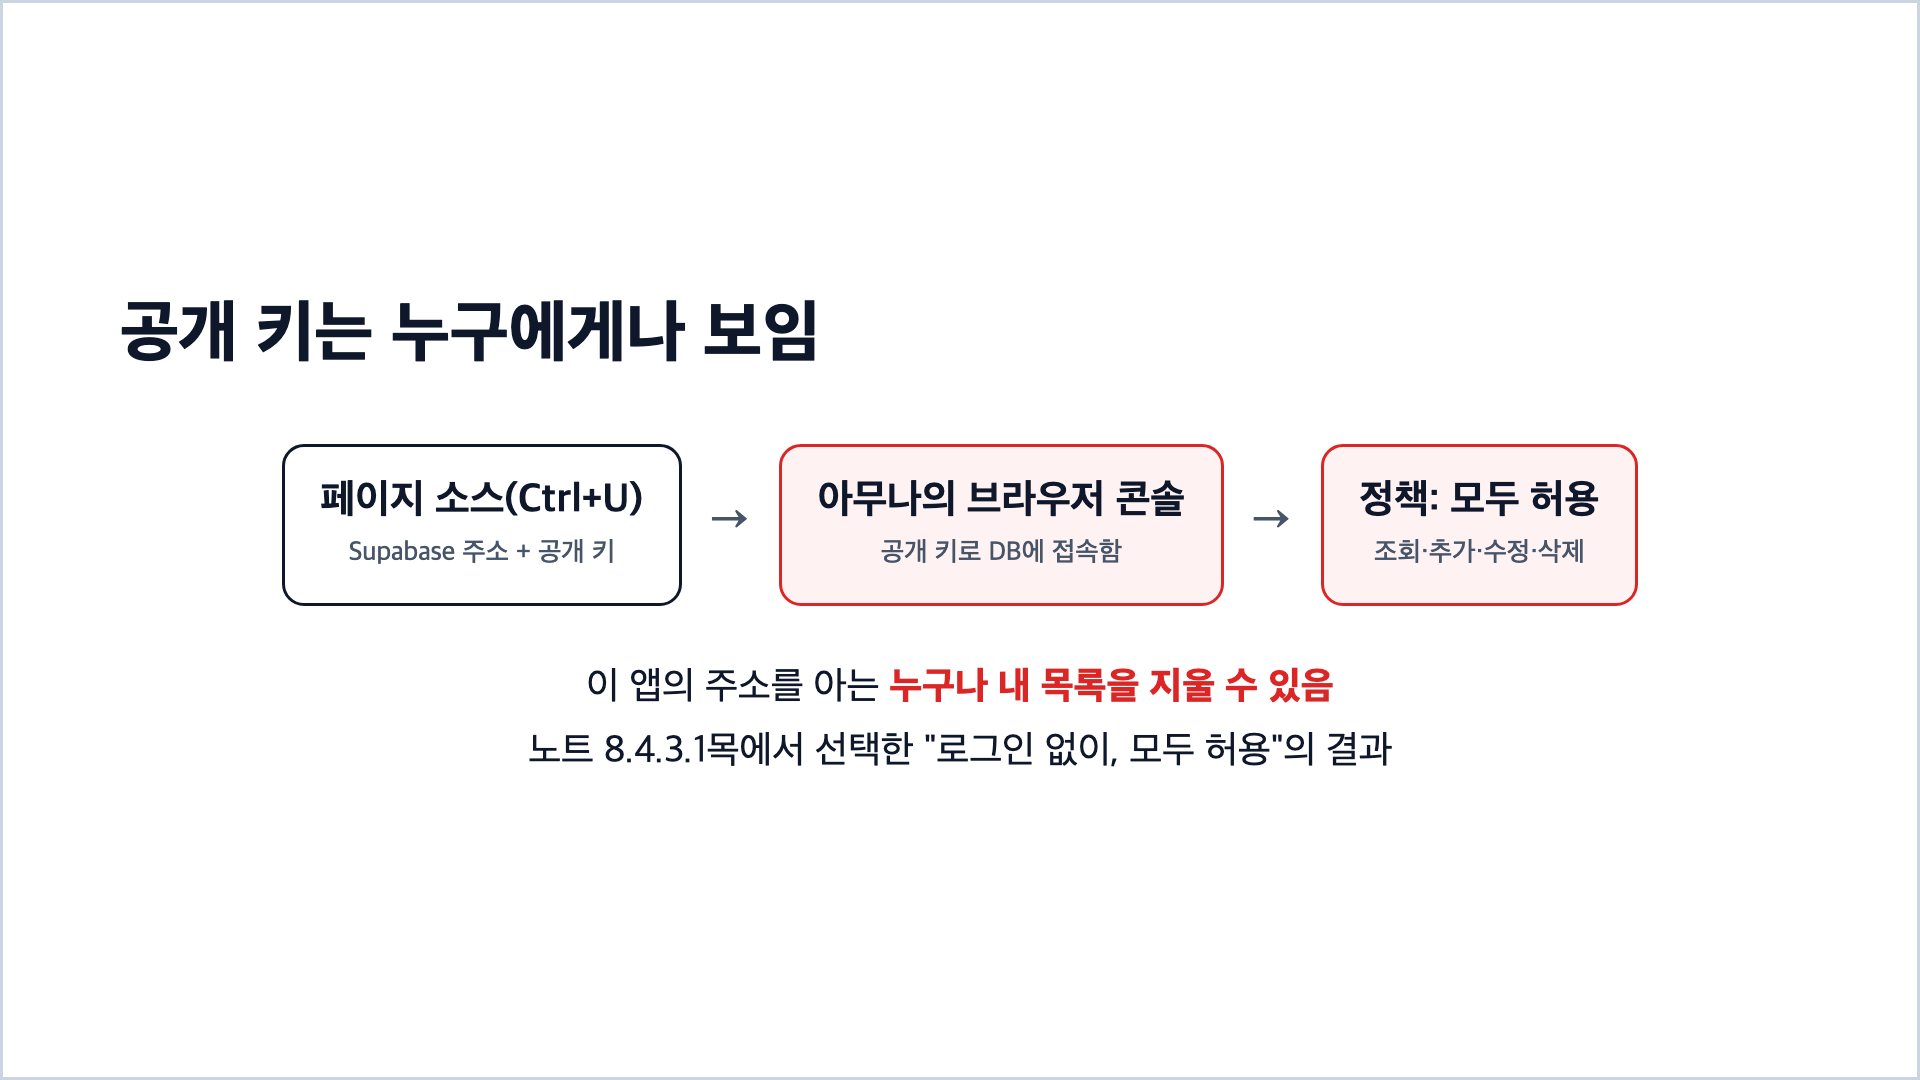 공개 키는 누구에게나 보임
페이지 소스(Ctrl+U)
Supabase 주소 + 공개 키
→
아무나의 브라우저 콘솔
공개 키로 DB에 접속함
→
정책: 모두 허용
조회·추가·수정·삭제
이 앱의 주소를 아는 누구나 내 목록을 지울 수 있음
노트 8.4.3.1목에서 선택한 "로그인 없이, 모두 허용"의 결과